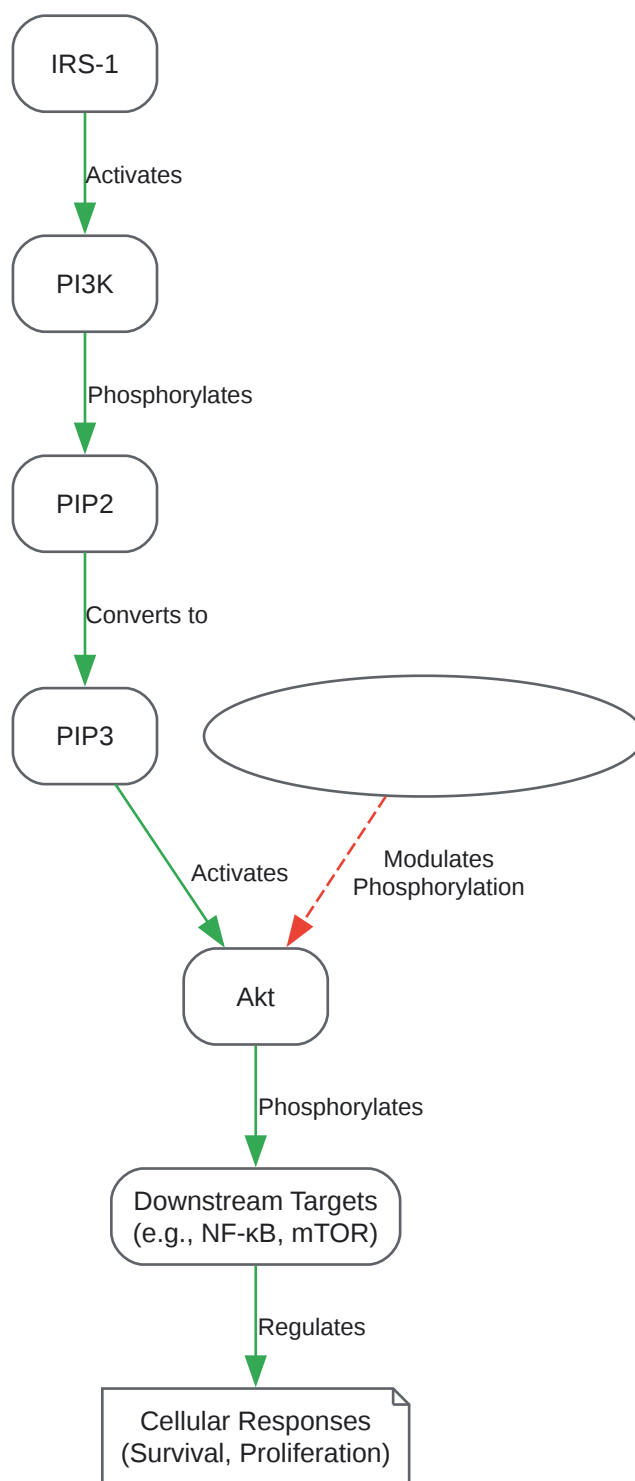 IRS-1
Activates
PI3K
Phosphorylates
PIP2
Converts to
PIP3
Activates
Modulates
Phosphorylation
Akt
Phosphorylates
Downstream Targets
(e.g., NF-κB, mTOR)
Regulates
Cellular Responses
(Survival, Proliferation)